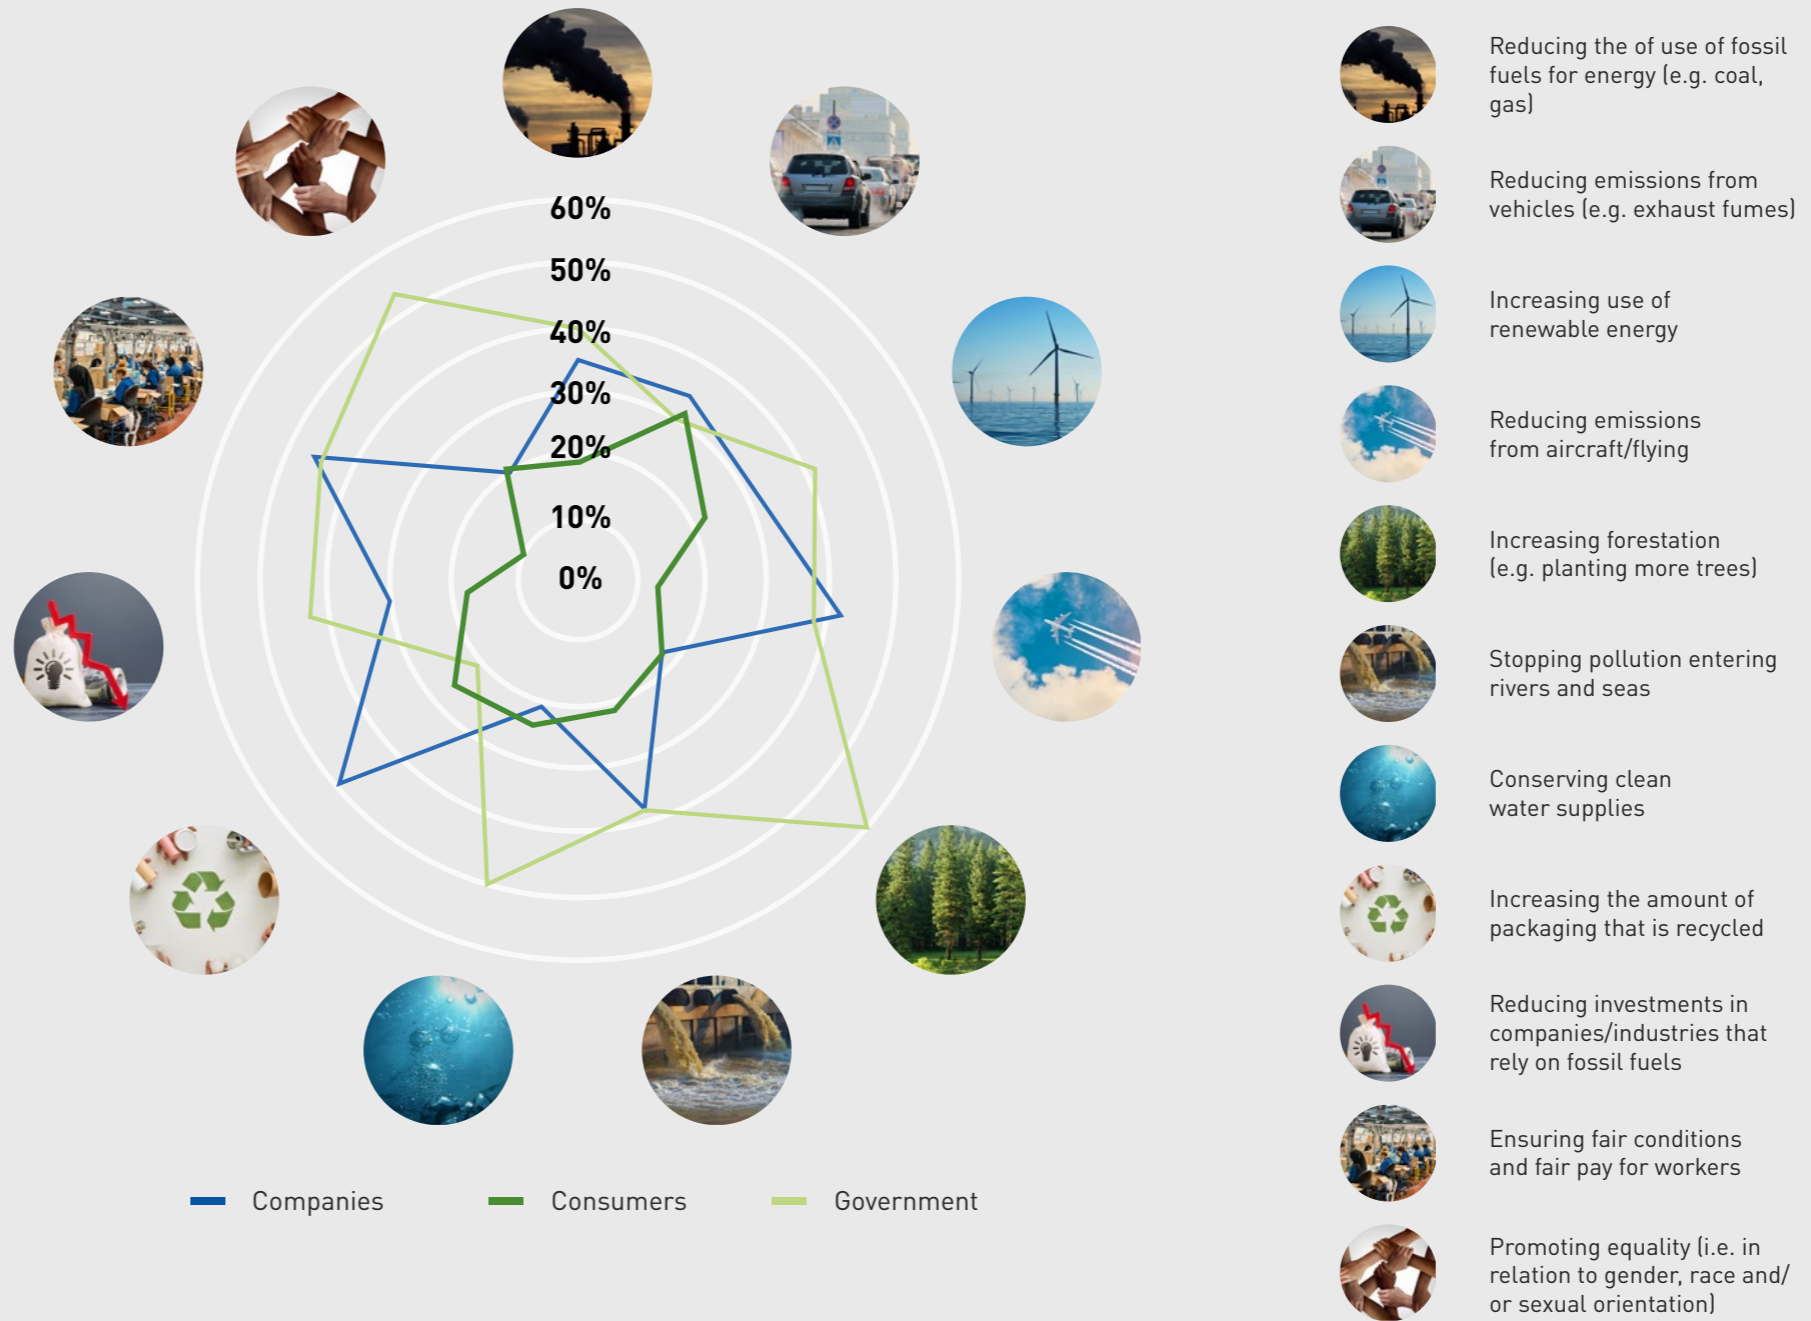 60%
50%
40%
30%
20%
10%
0%
Companies
Consumers
Government
Reducing the of use of fossil
fuels for energy (e.g. coal,
gas)
Reducing emissions from
vehicles (e.g. exhaust fumes)
Increasing use of
renewable energy
Reducing emissions
from aircraft/flying
Increasing forestation
(e.g. planting more trees)
Stopping pollution entering
rivers and seas
Conserving clean
water supplies
Increasing the amount of
packaging that is recycled
Reducing investments in
companies/industries that
rely on fossil fuels
Ensuring fair conditions
and fair pay for workers
Promoting equality (i.e. in
relation to gender, race and/
or sexual orientation)